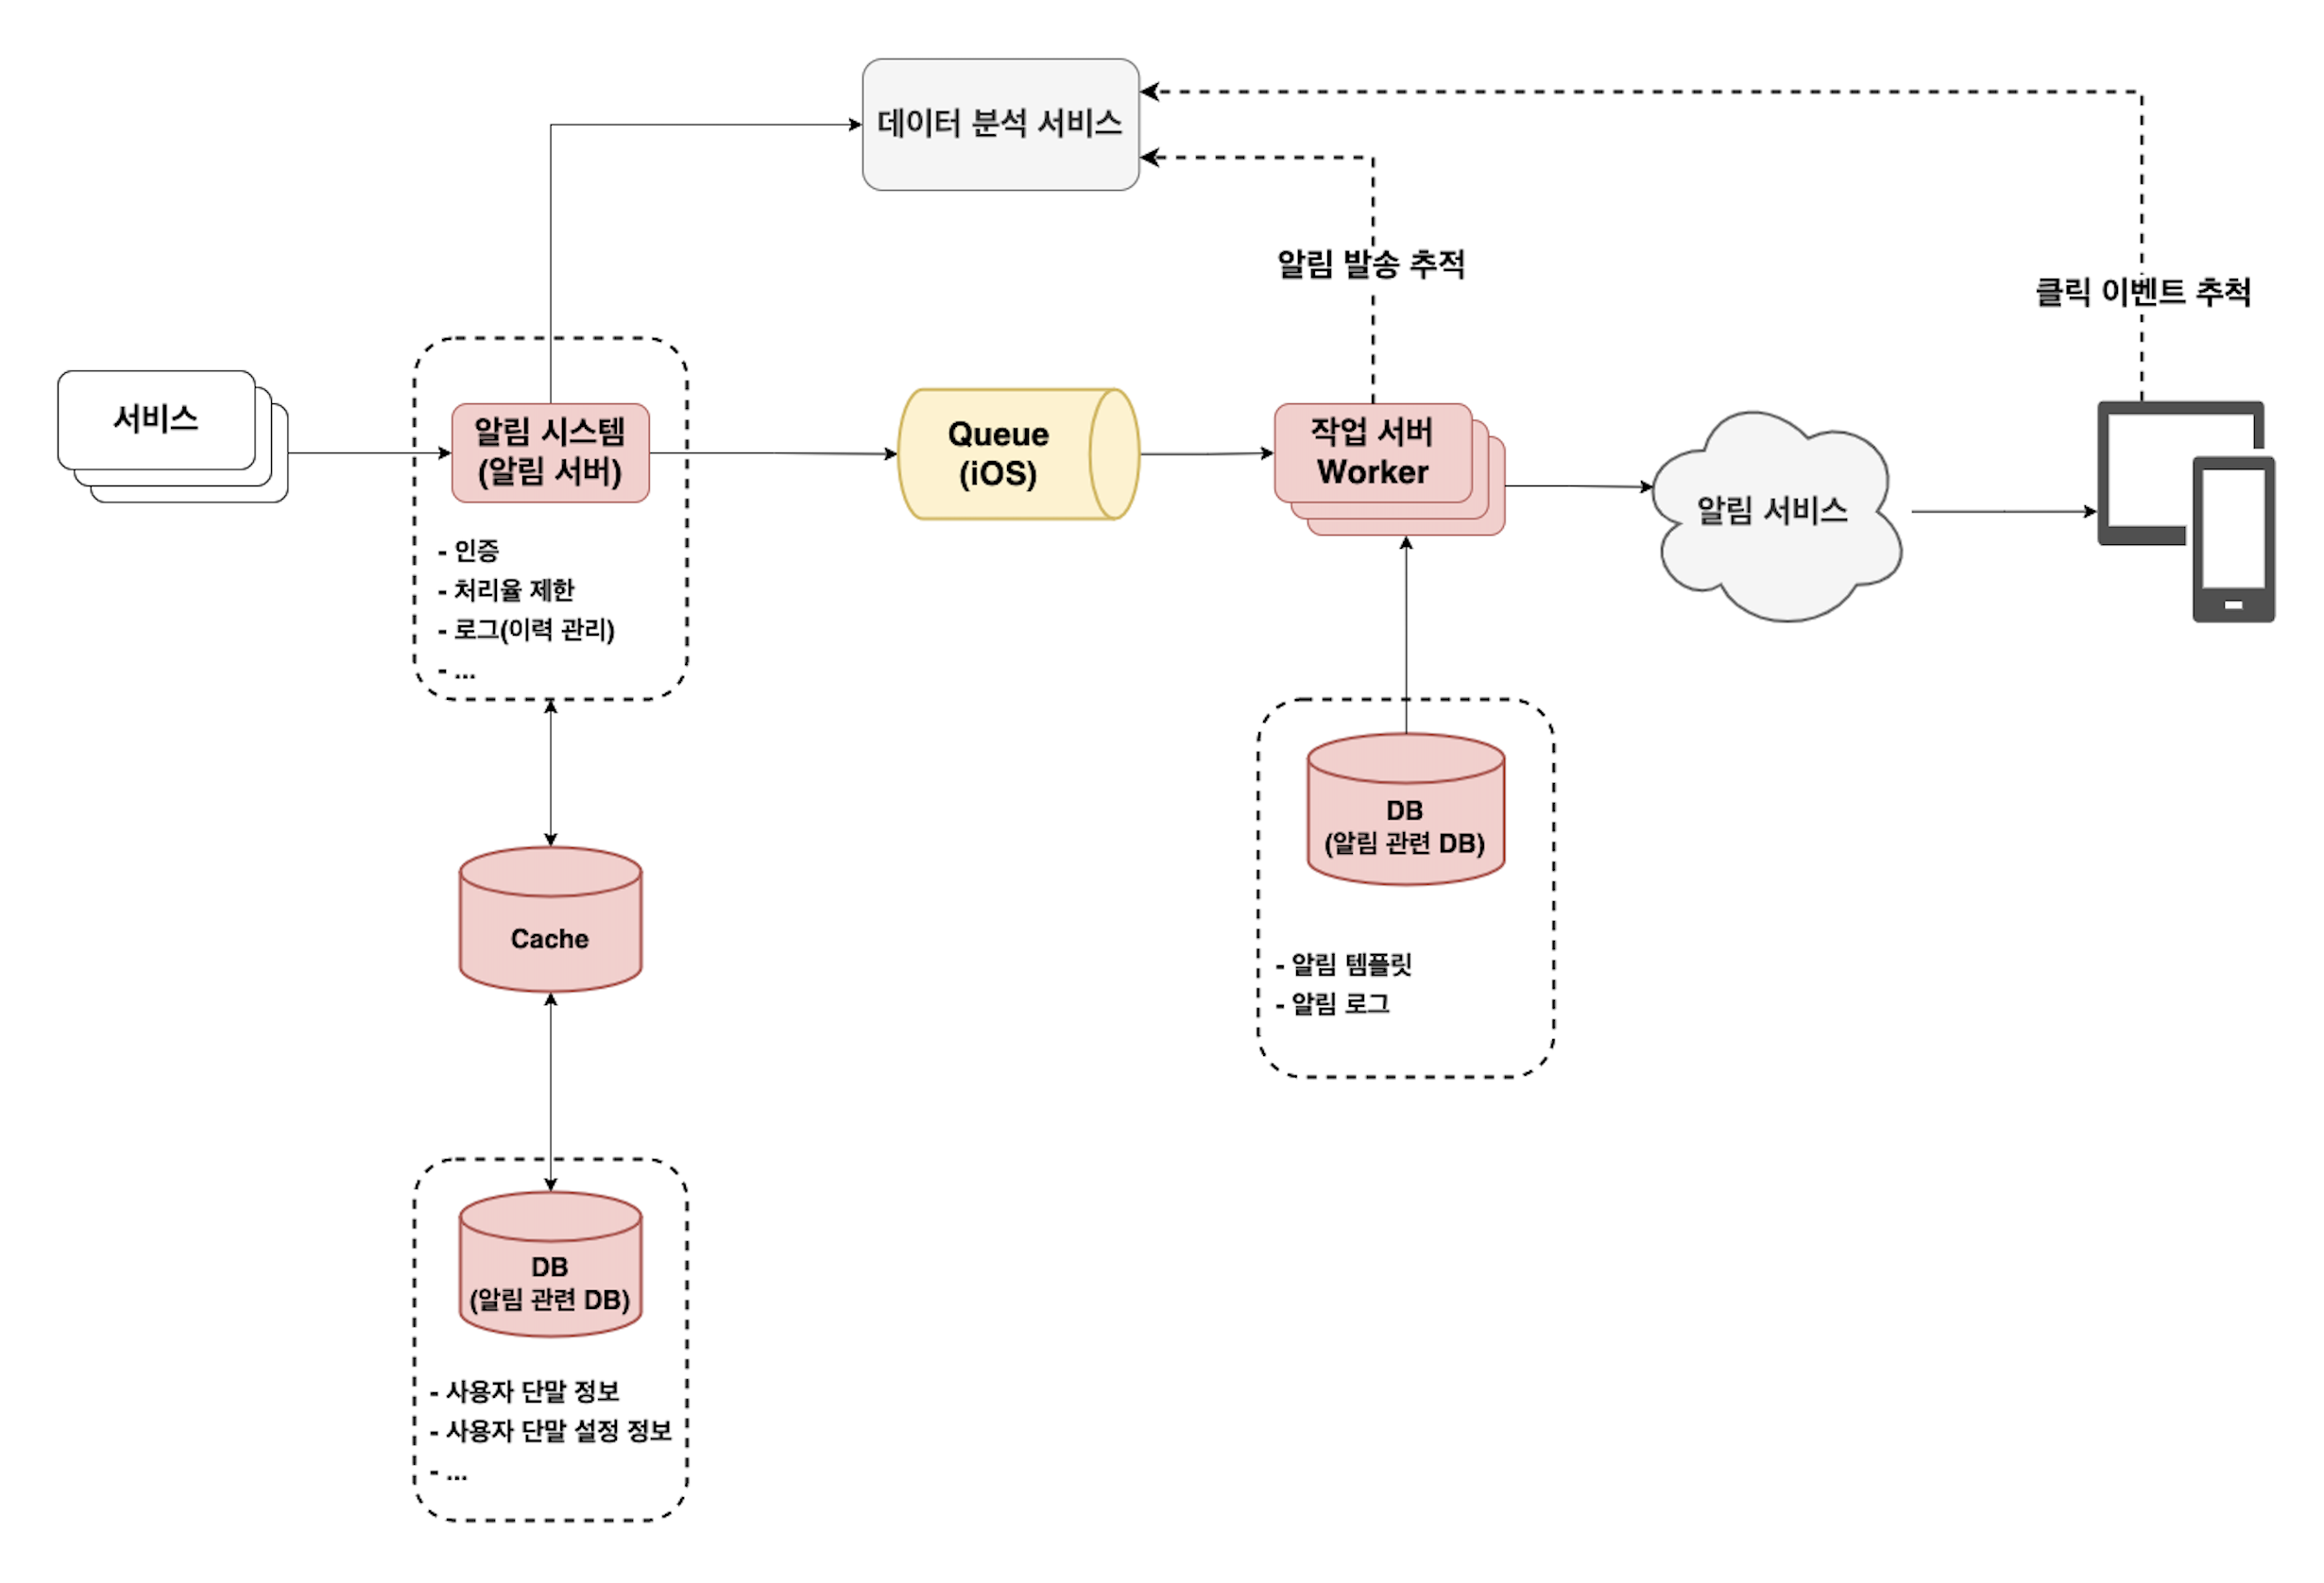 데이터 분석 서비스
알림 발송 추적
클릭 이벤트 추척
서비스
알림 시스템
(알림 서버)
- 인증
- 처리율 제한
- 로그(이력 관리)
- ...
Queue
(iOS)
작업 서버
Worker
알림 서비스
DB
(알림 관련 DB)
- 알림 템플릿
- 알림 로그
Cache
DB
(알림 관련 DB)
- 사용자 단말 정보
- 사용자 단말 설정 정보
- ...